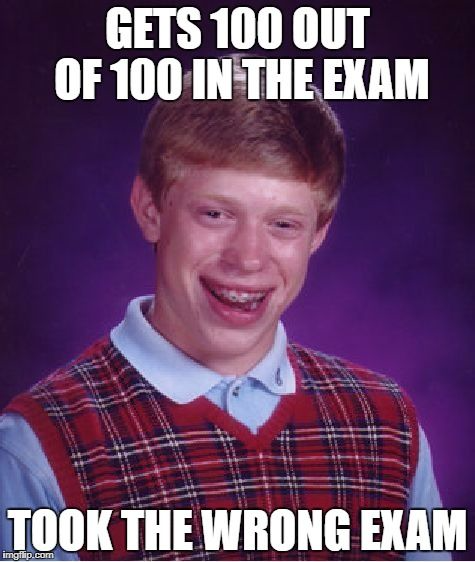 GETS 100 OUT
OF 100 IN THE EXAM
TOOK THE WRONG EXAM
imgflip.com